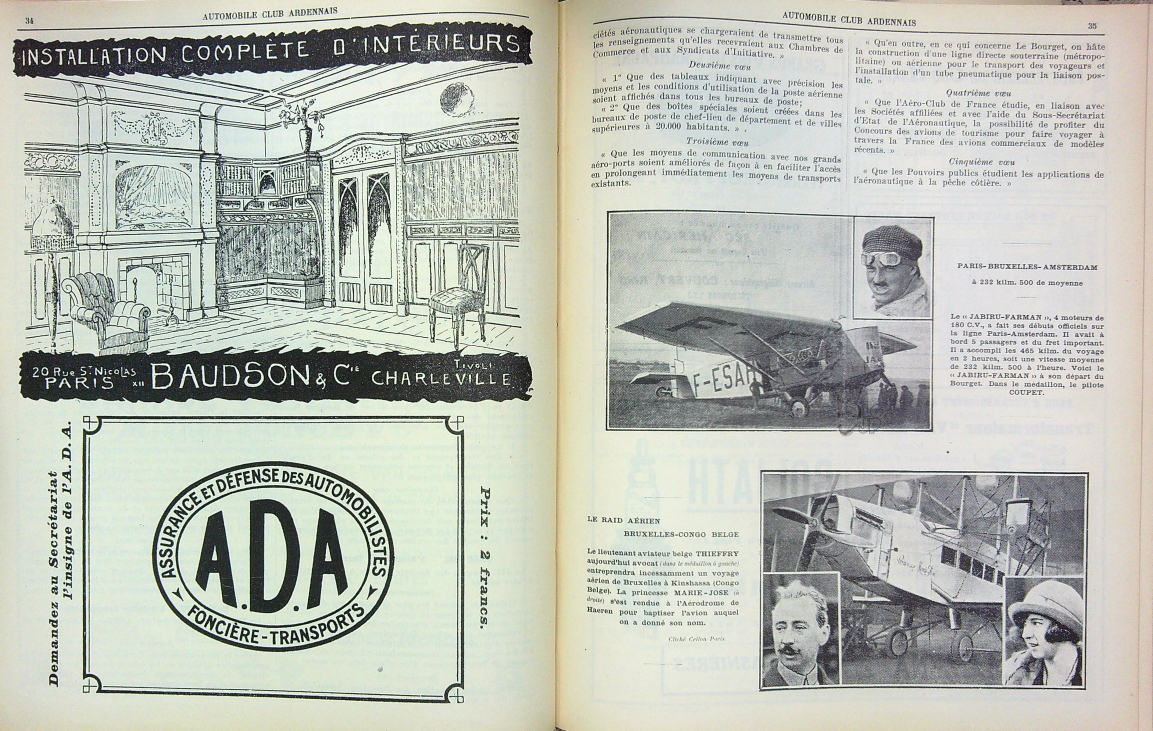 34
AUTOMOBILE CLUB ARDENNAIS
INSTALLATION COMPLÈTE D'INTÉRIEURS
20 RUE St NICOLAS
PARIS XII
BAUDSON & Cie
TIVOLI
CHARLEVILLE
Demandez au Secrétariat
l'insigne de l'A. D. A.
ASSURANCE ET DÉFENSE DES AUTOMOBILISTES
A.D.A
FONCIÈRE-TRANSPORTS
Prix : 2 francs.
AUTOMOBILE CLUB ARDENNAIS
35
ciétés aéronautiques se chargeraient de transmettre tous
les renseignements qu'elles recevraient aux Chambres de
Commerce et aux Syndicats d'Initiative. »
Deuxième vœu
« 1° Que des tableaux indiquant avec précision les
moyens et les conditions d'utilisation de la poste aérienne
soient affichés dans tous les bureaux de poste;
« 2° Que des boîtes spéciales soient créées dans les
bureaux de poste de chef-lieu de département et de villes
supérieures à 20.000 habitants. » .
Troisième vœu
« Que les moyens de communication avec nos grands
aéro-ports soient améliorés de façon à en faciliter l'accès
en prolongeant immédiatement les moyens de transports
existants.
« Qu'en outre, en ce qui concerne Le Bourget, on hâte
la construction d'une ligne directe souterraine (métropo-
litaine) ou aérienne pour le transport des voyageurs et
l'installation d'un tube pneumatique pour la liaison pos-
tale. »
Quatrième vœu
« Que l'Aéro-Club de France étudie, en liaison avec
les Sociétés affiliées et avec l'aide du Sous-Secrétariat
d'Etat de l'Aéronautique, la possibilité de profiter du
Concours des avions de tourisme pour faire voyager à
travers la France des avions commerciaux de modèles
récents. »
Cinquième vœu
« Que les Pouvoirs publics étudient les applications de
l'aéronautique à la pêche côtière. »
F-ESAH
PARIS-BRUXELLES-AMSTERDAM
à 232 kilm. 500 de moyenne
Le « JABIRU-FARMAN », 4 moteurs de
180 C.V., a fait ses débuts officiels sur
la ligne Paris-Amsterdam. Il avait à
bord 5 passagers et du fret important.
Il a accompli les 465 kilm. du voyage
en 2 heures, soit une vitesse moyenne
de 232 kilm. 500 à l'heure. Voici le
« JABIRU-FARMAN » à son départ du
Bourget. Dans le médaillon, le pilote
COUPET.
LE RAID AÉRIEN
BRUXELLES-CONGO BELGE
Le lieutenant aviateur belge THIEFFRY
aujourd'hui avocat (dans le médaillon à gauche)
entreprendra incessamment un voyage
aérien de Bruxelles à Kinshassa (Congo
Belge). La princesse MARIE-JOSE (à
droite) s'est rendue à l'Aérodrome de
Haeren pour baptiser l'avion auquel
on a donné son nom.
Cliché Cellou-Paris.